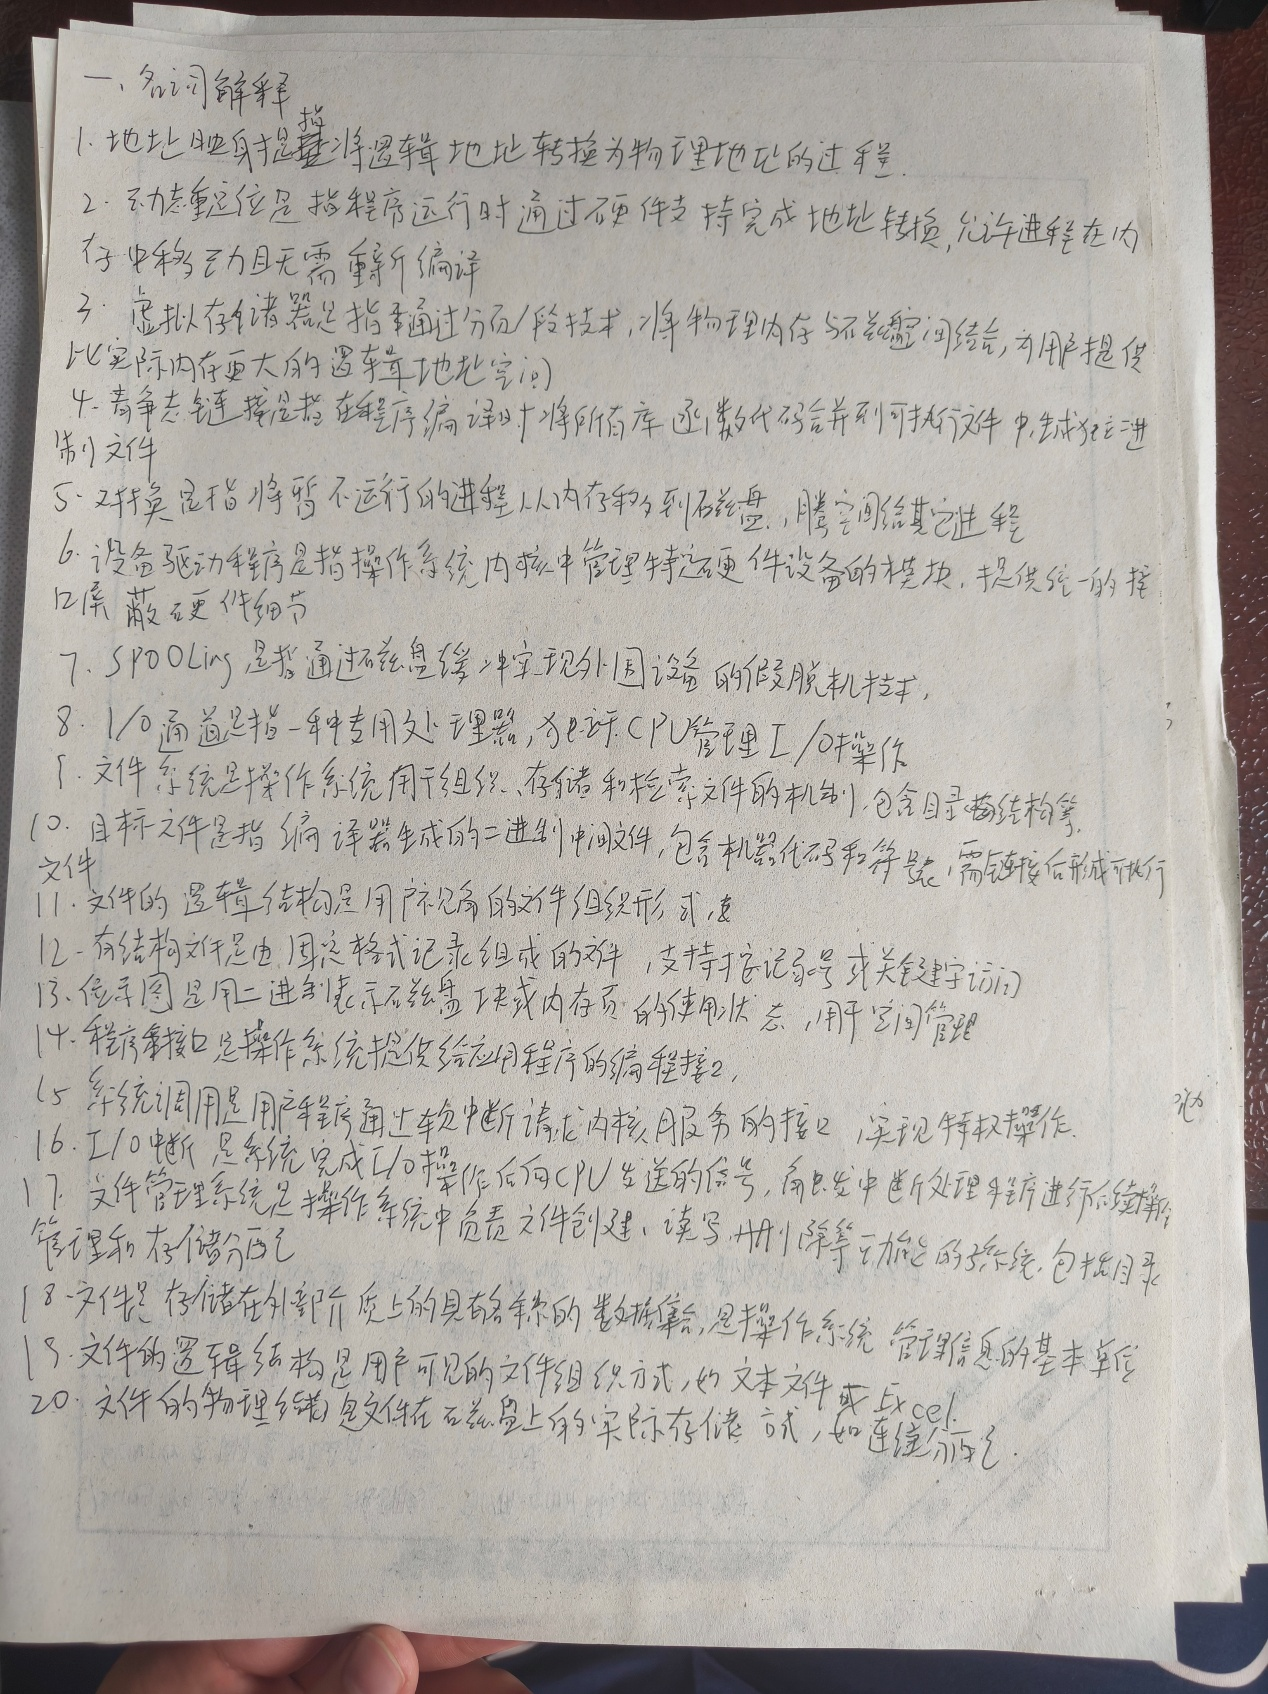 一、名词解释
1. 地址映射是指将逻辑地址转换为物理地址的过程.
2. 动态重定位是指程序运行时通过硬件支持完成地址转换,允许进程在内
存中移动且无需重新编译
3. 虚拟存储器是指通过分页/段技术,将物理内存与磁盘空间结合,为用户提供
比实际内存更大的逻辑地址空间
4. 静态链接是指在程序编译时将所有库函数代码合并到可执行文件中,生成独立二进
制文件
5. 对换是指将暂不运行的进程从内存移到磁盘,腾空间给其它进程
6. 设备驱动程序是指操作系统内核中管理特定硬件设备的模块,提供统一的接
口屏蔽硬件细节
7. SPOOLing是指通过磁盘缓冲实现外围设备的假脱机技术.
8. I/O通道是指一种专用处理器,独立于CPU管理I/O操作
9. 文件系统是操作系统用于组织、存储和检索文件的机制,包含目录结构等.
10. 目标文件是指编译器生成的二进制中间文件,包含机器代码和符号,需链接后形成可执行
文件
11. 文件的逻辑结构是用户视角的文件组织形式,
12. 有结构文件是由固定格式记录组成的文件,支持按记录号或关键字访问
13. 位示图是用二进制表示磁盘块或内存页的使用状态,用于空间管理
14. 程序接口是操作系统提供给应用程序的编程接口,
15 系统调用是用户程序通过软中断请求内核服务的接口,实现特权操作.
16. I/O中断是系统完成I/O操作后向CPU发送的信号,触发中断处理程序进行后续操作
17. 文件管理系统是操作系统中负责文件创建、读写、删除等功能的子系统,包括目录
管理和存储分配
18. 文件是存储在外部介质上的具有名称的数据集合,是操作系统管理信息的基本单位
19. 文件的逻辑结构是用户可见的文件组织方式,如文本文件或Excel.
20. 文件的物理结构是文件在磁盘上的实际存储方式,如连续分配.